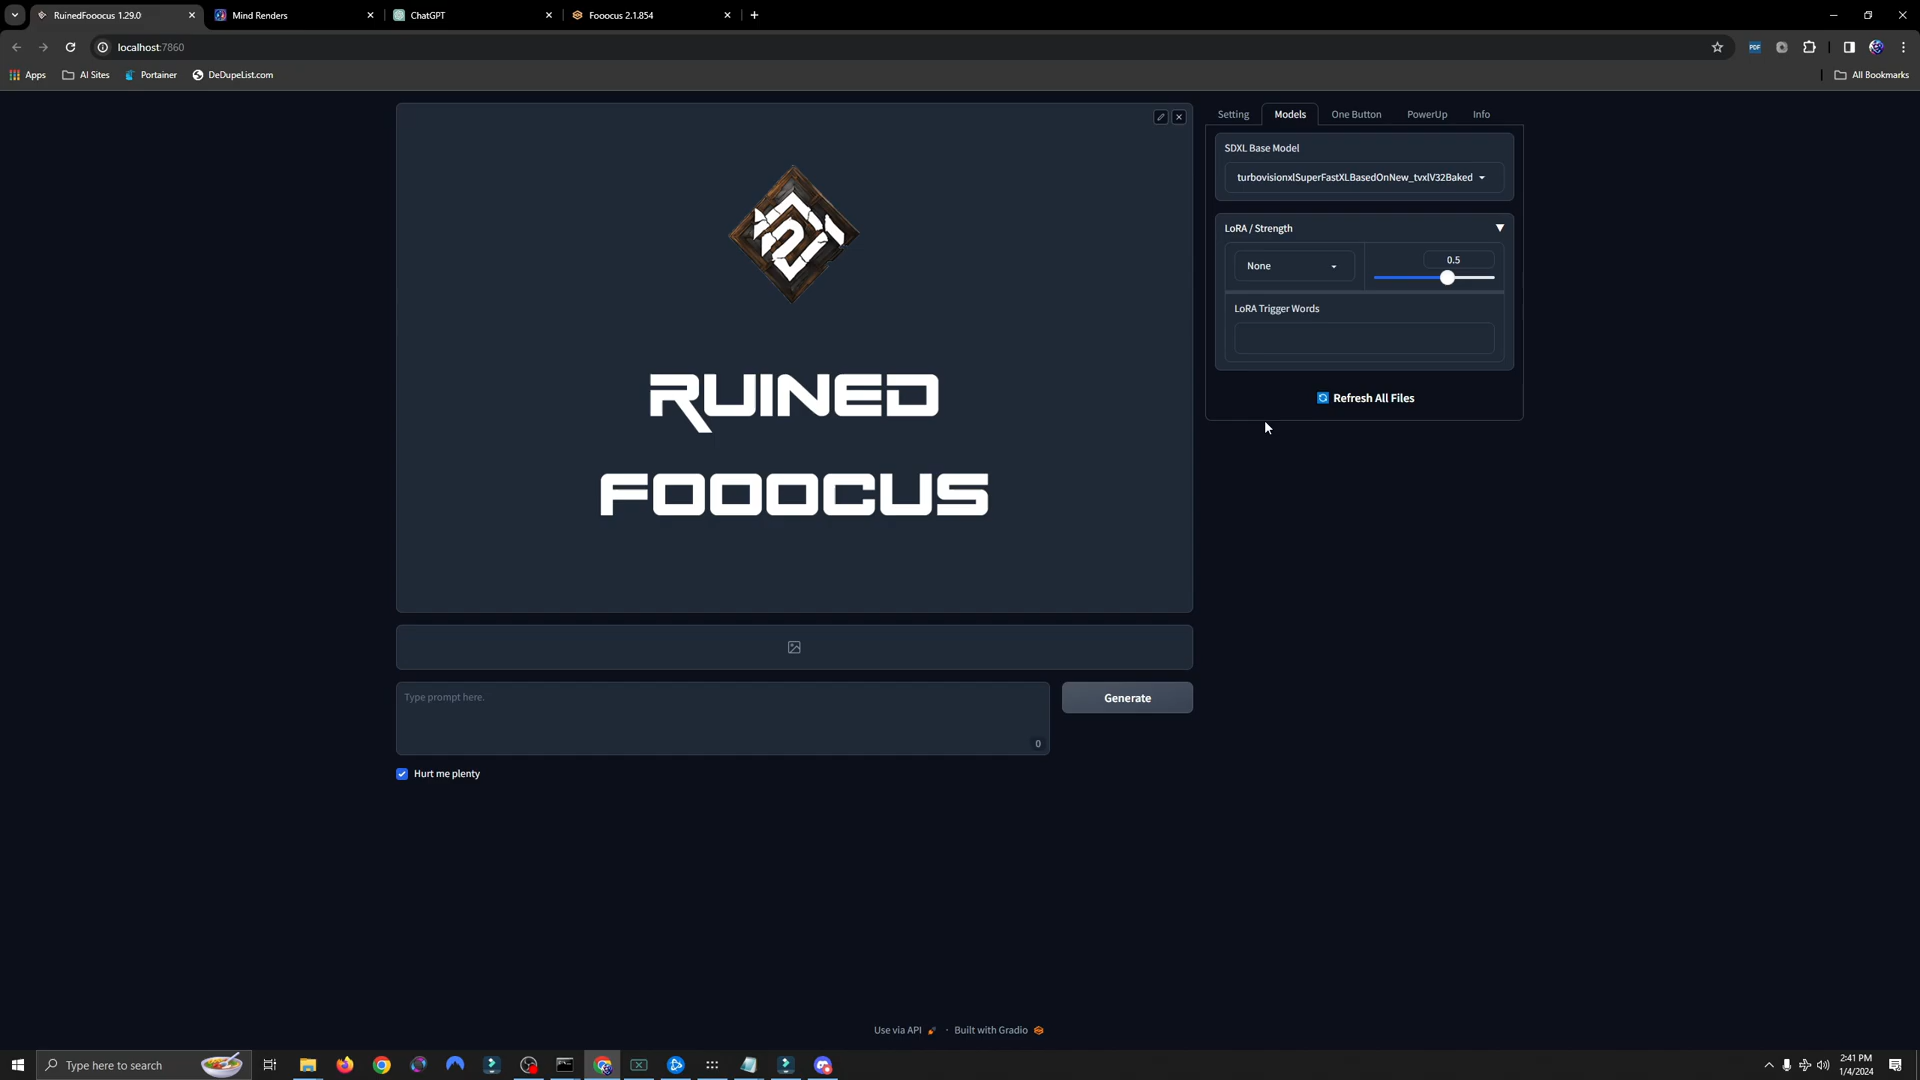 RuinedFooocus 1.29.0
Mind Renders
ChatGPT
Fooocus 2.1.854
localhost:7860
PDF
Apps
AI Sites
Portainer
DeDupeList.com
All Bookmarks
RUINED
FOOOCUS
Setting
Models
One Button
PowerUp
Info
SDXL Base Model
turbovisionxlSuperFastXLBasedOnNew_tvxlV32Baked
LoRA / Strength
None
0.5
LoRA Trigger Words
Refresh All Files
Type prompt here.
0
Generate
Hurt me plenty
Use via API
·
Built with Gradio
Type here to search
2:41 PM
1/4/2024